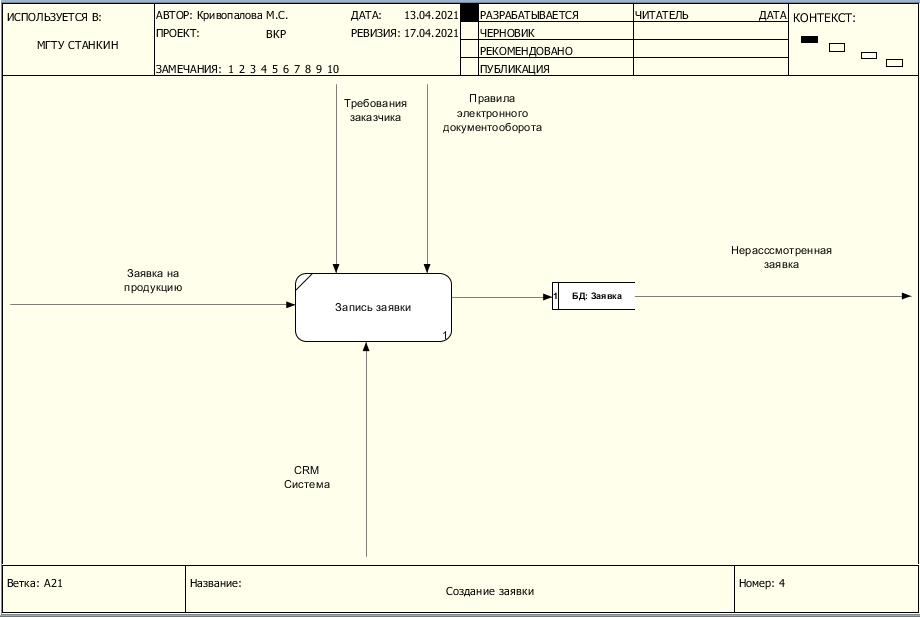 ИСПОЛЬЗУЕТСЯ В:
МГТУ СТАНКИН
АВТОР: Кривопалова М.С.
ДАТА: 13.04.2021
ПРОЕКТ: ВКР
РЕВИЗИЯ: 17.04.2021
ЗАМЕЧАНИЯ: 1 2 3 4 5 6 7 8 9 10
РАЗРАБАТЫВАЕТСЯ
ЧЕРНОВИК
РЕКОМЕНДОВАНО
ПУБЛИКАЦИЯ
ЧИТАТЕЛЬ ДАТА
КОНТЕКСТ:
Требования
заказчика
Правила
электронного
документооборота
Заявка на
продукцию
Запись заявки
1
1 БД: Заявка
Нерасссмотренная
заявка
CRM
Система
Ветка: A21
Название:
Создание заявки
Номер: 4